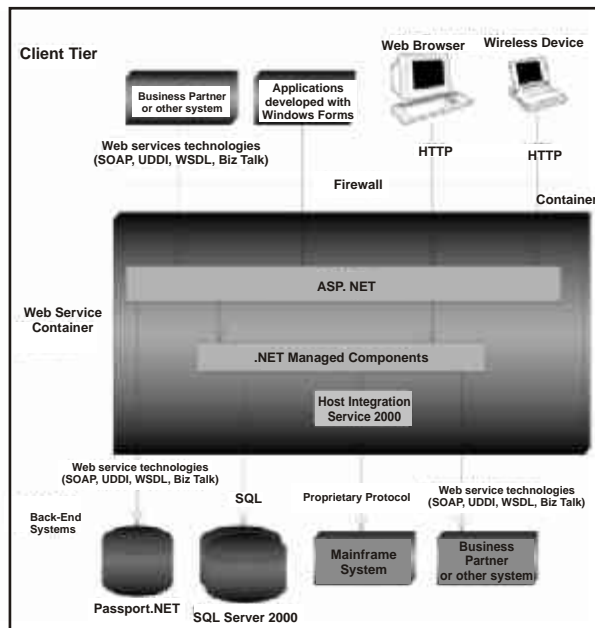 Client Tier
Web Browser
Wireless Device
Business Partner
or other system
Applications
developed with
Windows Forms
Web services technologies
(SOAP, UDDI, WSDL, Biz Talk)
HTTP
HTTP
Firewall
Container
ASP. NET
Web Service
Container
.NET Managed Components
Host Integration
Service 2000
Web service technologies
(SOAP, UDDI, WSDL, Biz Talk)
SQL
Proprietary Protocol
Web service technologies
(SOAP, UDDI, WSDL, Biz Talk)
Back-End
Systems
Mainframe
System
Business
Partner
or other system
Passport.NET
SQL Server 2000